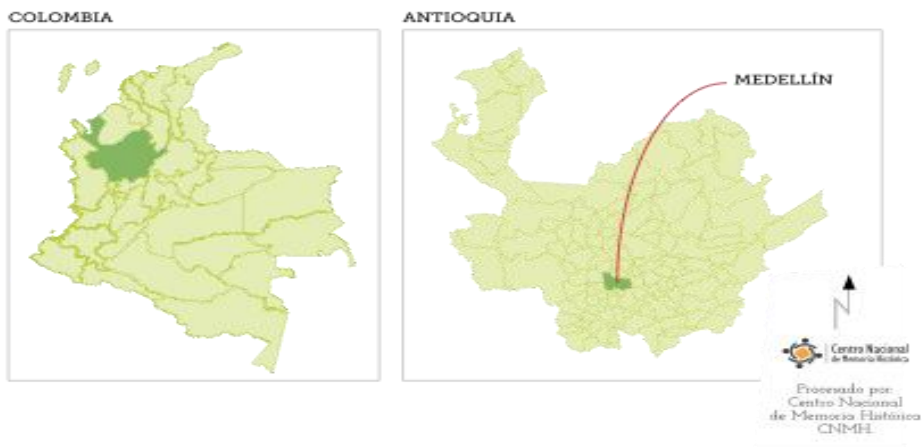 COLOMBIA
ANTIOQUIA
MEDELLÍN
N
Centro Nacional
de Memoria Histórica
Procesado por:
Centro Nacional
de Memoria Histórica
CNMH.